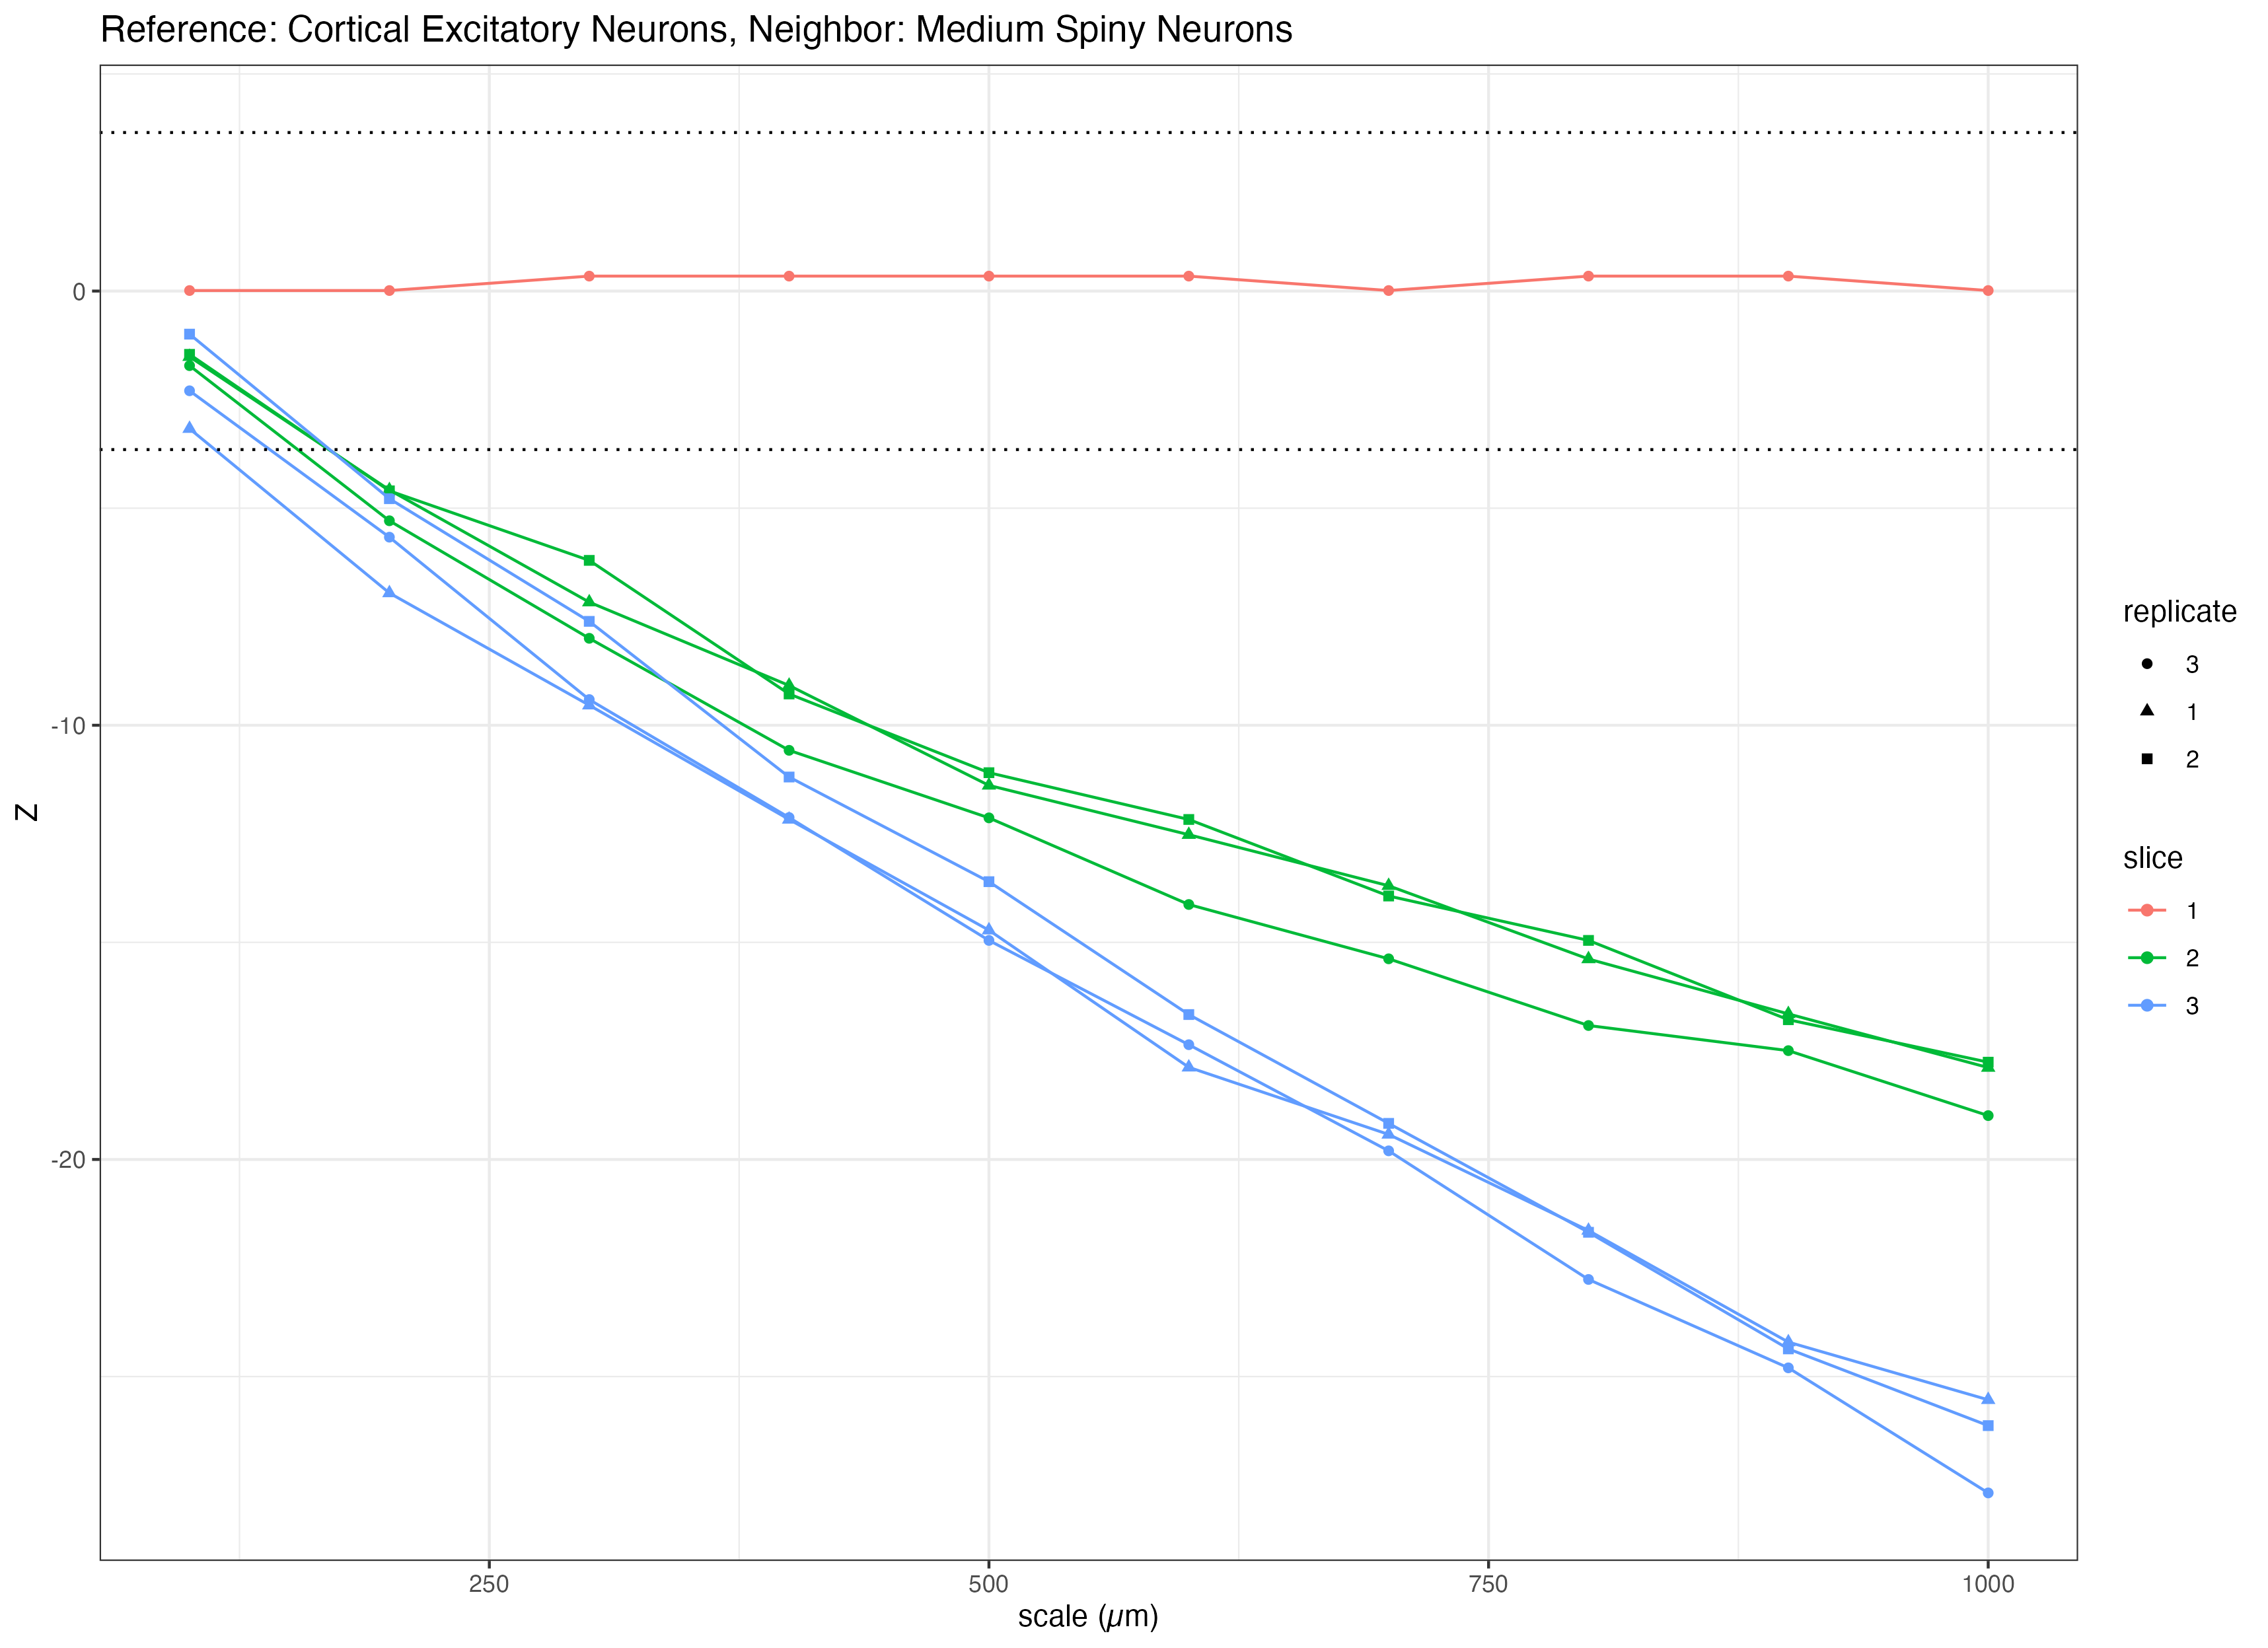 Reference: Cortical Excitatory Neurons, Neighbor: Medium Spiny Neurons
0
-10
-20
Z
250
500
750
1000
scale (µm)
replicate
3
1
2
slice
1
2
3